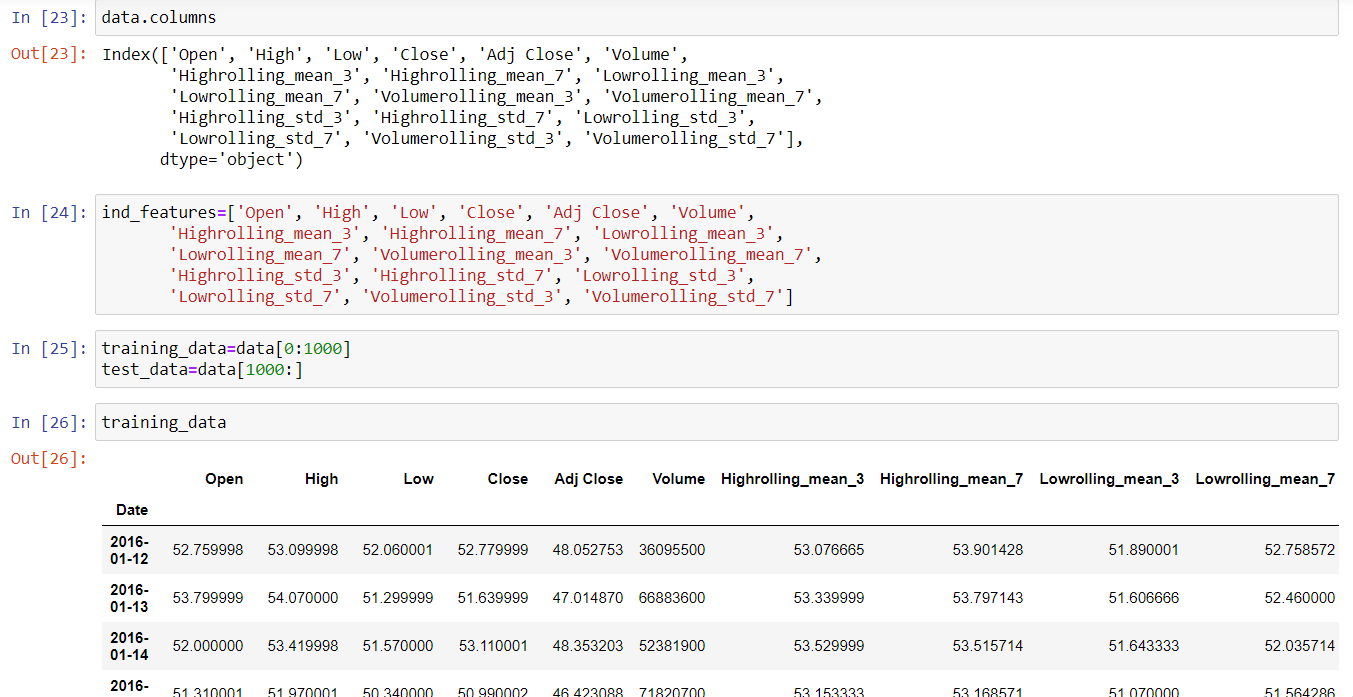 In [23]: data.columns
Out[23]: Index(['Open', 'High', 'Low', 'Close', 'Adj Close', 'Volume',
'Highrolling_mean_3', 'Highrolling_mean_7', 'Lowrolling_mean_3',
'Lowrolling_mean_7', 'Volumerolling_mean_3', 'Volumerolling_mean_7',
'Highrolling_std_3', 'Highrolling_std_7', 'Lowrolling_std_3',
'Lowrolling_std_7', 'Volumerolling_std_3', 'Volumerolling_std_7'],
dtype='object')
In [24]: ind_features=['Open', 'High', 'Low', 'Close', 'Adj Close', 'Volume',
'Highrolling_mean_3', 'Highrolling_mean_7', 'Lowrolling_mean_3',
'Lowrolling_mean_7', 'Volumerolling_mean_3', 'Volumerolling_mean_7',
'Highrolling_std_3', 'Highrolling_std_7', 'Lowrolling_std_3',
'Lowrolling_std_7', 'Volumerolling_std_3', 'Volumerolling_std_7']
In [25]: training_data=data[0:1000]
test_data=data[1000:]
In [26]: training_data
Out[26]:
Open High Low Close Adj Close Volume Highrolling_mean_3 Highrolling_mean_7 Lowrolling_mean_3 Lowrolling_mean_7
Date
2016-01-12 52.759998 53.099998 52.060001 52.779999 48.052753 36095500 53.076665 53.901428 51.890001 52.758572
2016-01-13 53.799999 54.070000 51.299999 51.639999 47.014870 66883600 53.339999 53.797143 51.606666 52.460000
2016-01-14 52.000000 53.419998 51.570000 53.110001 48.353203 52381900 53.529999 53.515714 51.643333 52.035714
2016- 51.310001 51.970001 50.340000 50.990002 46.423088 71820700 53.153333 53.168571 51.070000 51.564286